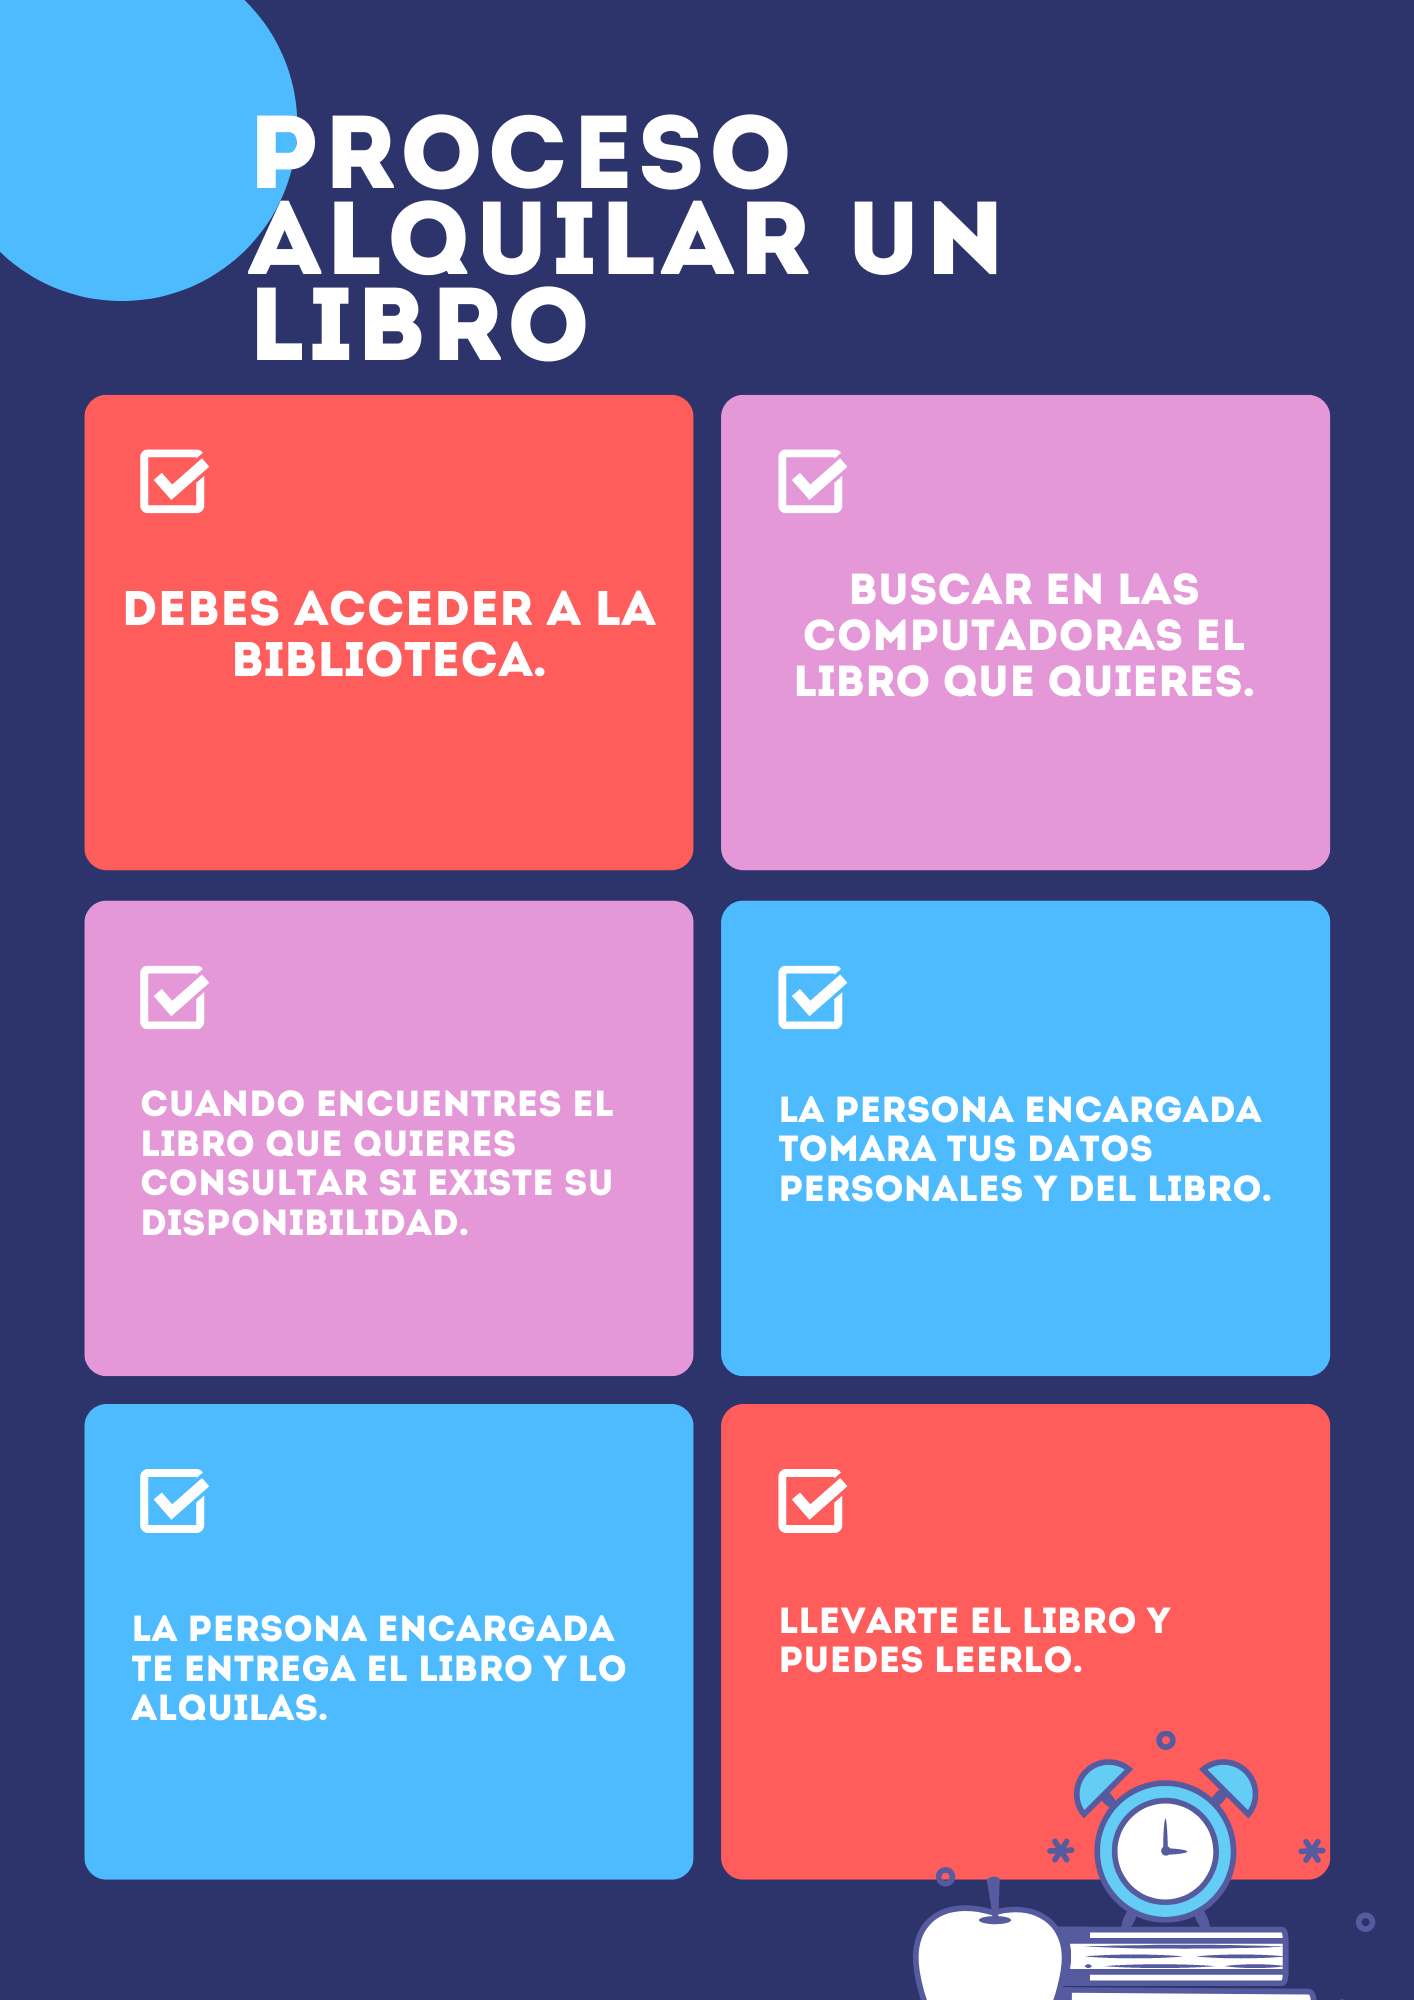 PROCESO
ALQUILAR UN
LIBRO
DEBES ACCEDER A LA
BIBLIOTECA.
BUSCAR EN LAS
COMPUTADORAS EL
LIBRO QUE QUIERES.
CUANDO ENCUENTRES EL
LIBRO QUE QUIERES
CONSULTAR SI EXISTE SU
DISPONIBILIDAD.
LA PERSONA ENCARGADA
TOMARA TUS DATOS
PERSONALES Y DEL LIBRO.
LA PERSONA ENCARGADA
TE ENTREGA EL LIBRO Y LO
ALQUILAS.
LLEVARTE EL LIBRO Y
PUEDES LEERLO.